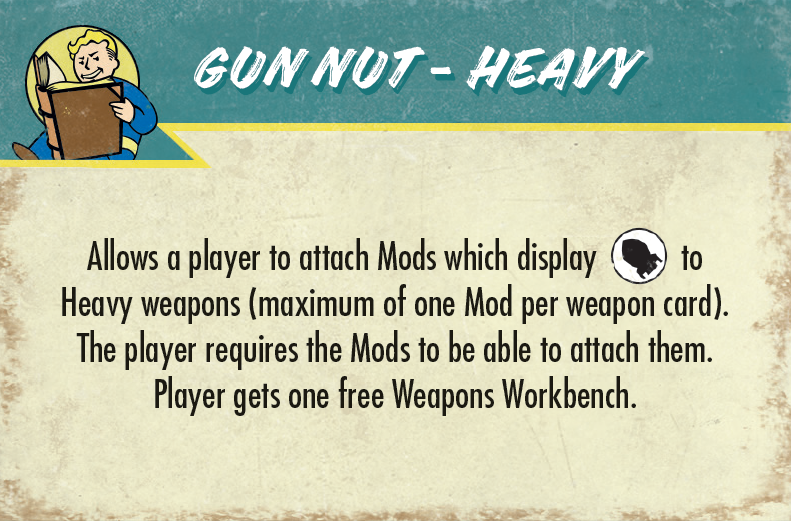 GUN NUT - HEAVY
Allows a player to attach Mods which display to
Heavy weapons (maximum of one Mod per weapon card).
The player requires the Mods to be able to attach them.
Player gets one free Weapons Workbench.